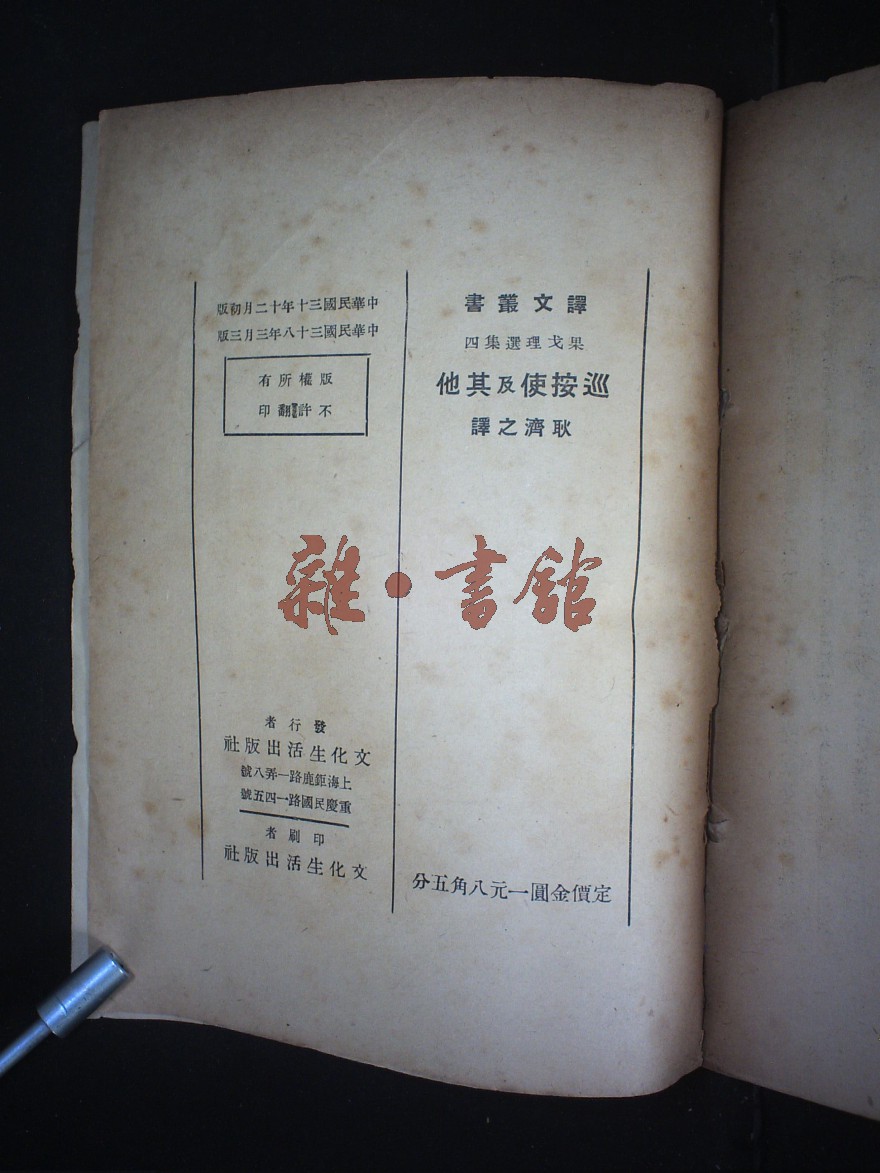 譯文叢書
果戈理選集四
巡按使及其他
耿濟之譯
定價金圓一元八角五分
中華民國三十年十二月初版
中華民國三十八年三月三版
版權所有
不許翻印
發行者
文化生活出版社
上海鉅鹿路一弄八號
重慶民國路一四五號
印刷者
文化生活出版社
雜·書館